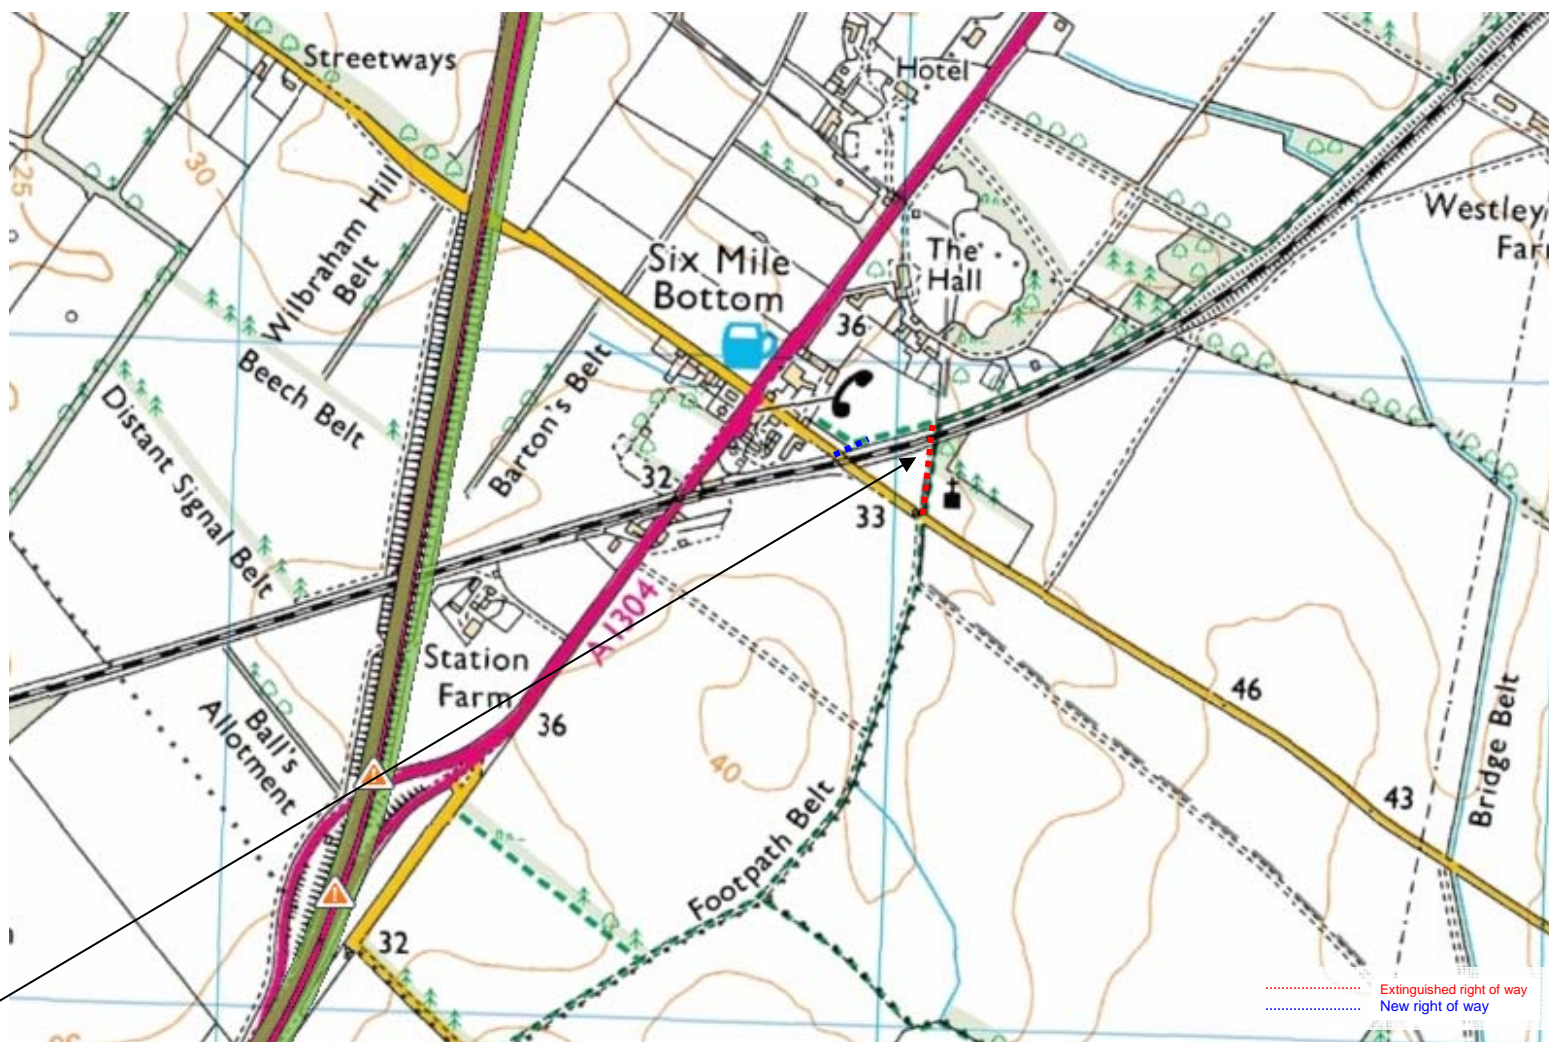 Streetways
Hotel
25
30
Wilbraham Hill
Belt
Westley
Farm
The
Hall
Six Mile
Bottom
36
Beech Belt
Barton's Belt
Distant Signal Belt
32
33
A 1304
Station
Farm
46
Ball's
Allotment
36
40
43
Bridge Belt
Footpath Belt
32
Extinguished right of way
New right of way